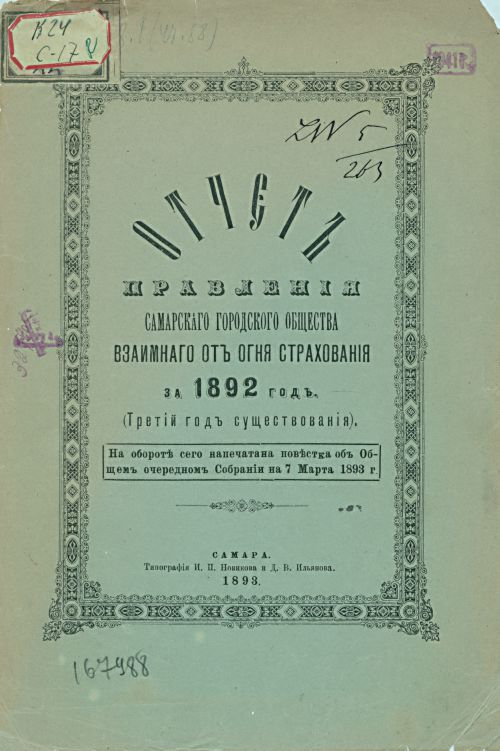 К 24
С-17
ОТЧЕТЪ
ПРАВЛЕНІЯ
САМАРСКАГО ГОРОДСКОГО ОБЩЕСТВА
ВЗАИМНАГО ОТЪ ОГНЯ СТРАХОВАНІЯ
ЗА 1892 ГОДЪ.
(Третій годъ существованія).
На оборотѣ сего напечатана повѣстка объ Об-
щемъ очередномъ Собраніи на 7 Марта 1893 г.
САМАРА.
Типографія И. П. Новикова и Д. В. Ильянова.
1893.
167988